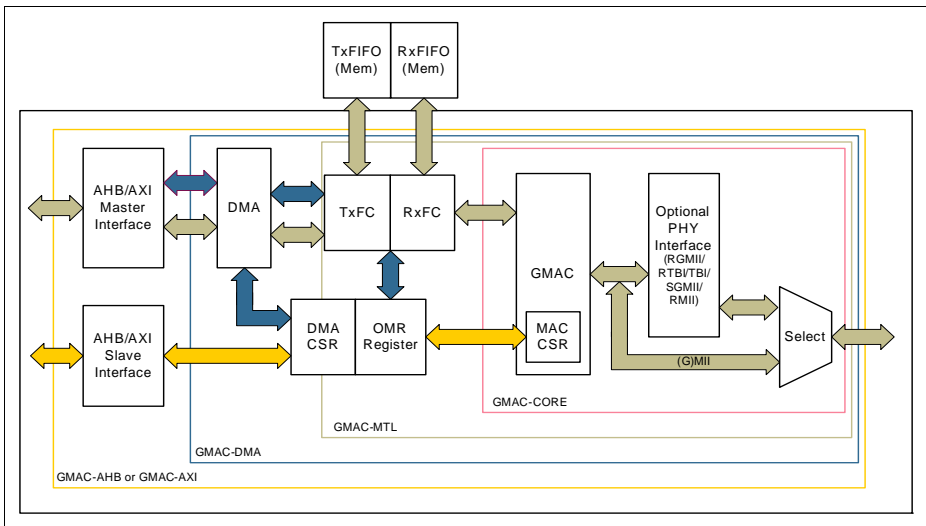 TxFIFO
(Mem)
RxFIFO
(Mem)
AHB/AXI
Master
Interface
DMA
TxFC
RxFC
GMAC
Optional
PHY
Interface
(RGMII/
RTBI/TBI/
SGMII/
RMII)
AHB/AXI
Slave
Interface
DMA
CSR
OMR
Register
MAC
CSR
Select
(G)MII
GMAC-CORE
GMAC-MTL
GMAC-DMA
GMAC-AHB or GMAC-AXI